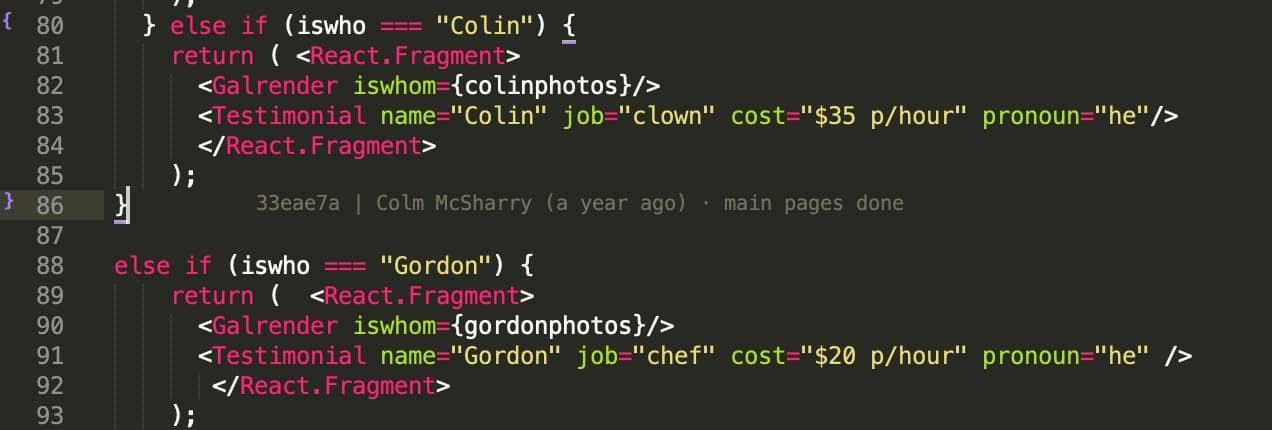 79 );
{ 80 } else if (iswho === "Colin") {
81 return ( <React.Fragment>
82 <Galrender iswhom={colinphotos}/>
83 <Testimonial name="Colin" job="clown" cost="$35 p/hour" pronoun="he"/>
84 </React.Fragment>
85 );
} 86 } 33eae7a | Colm McSharry (a year ago) · main pages done
87
88 else if (iswho === "Gordon") {
89 return ( <React.Fragment>
90 <Galrender iswhom={gordonphotos}/>
91 <Testimonial name="Gordon" job="chef" cost="$20 p/hour" pronoun="he" />
92 </React.Fragment>
93 );